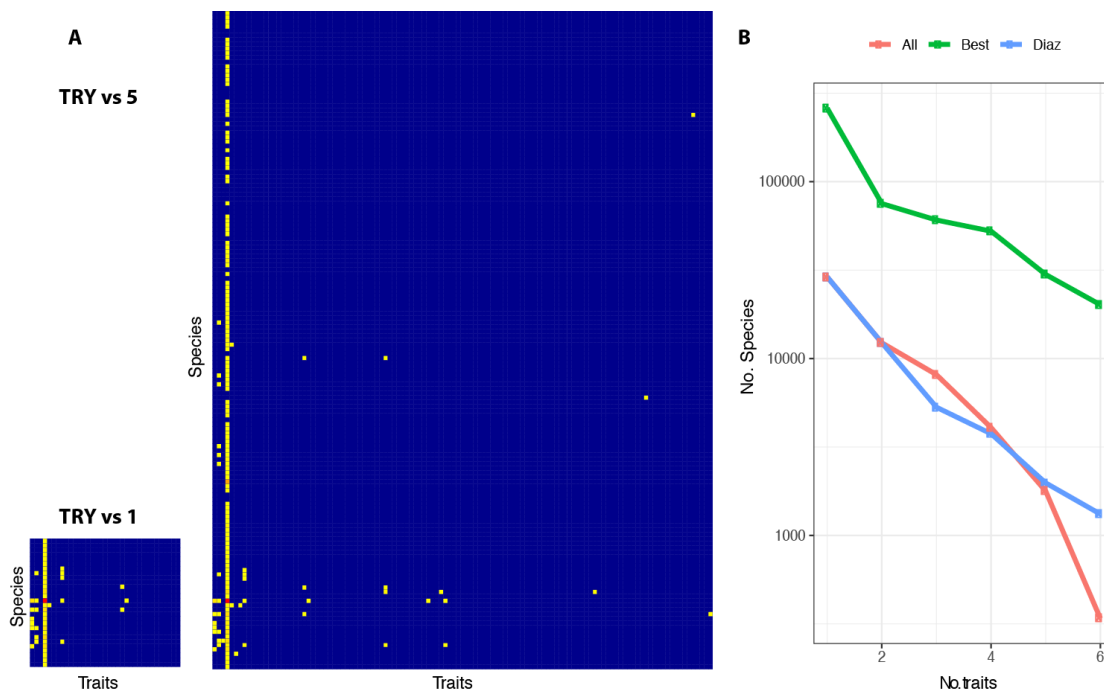 A
TRY vs 5
Species
Traits
TRY vs 1
Species
Traits
B
All Best Diaz
No. Species
100000
10000
1000
2 4 6
No.traits